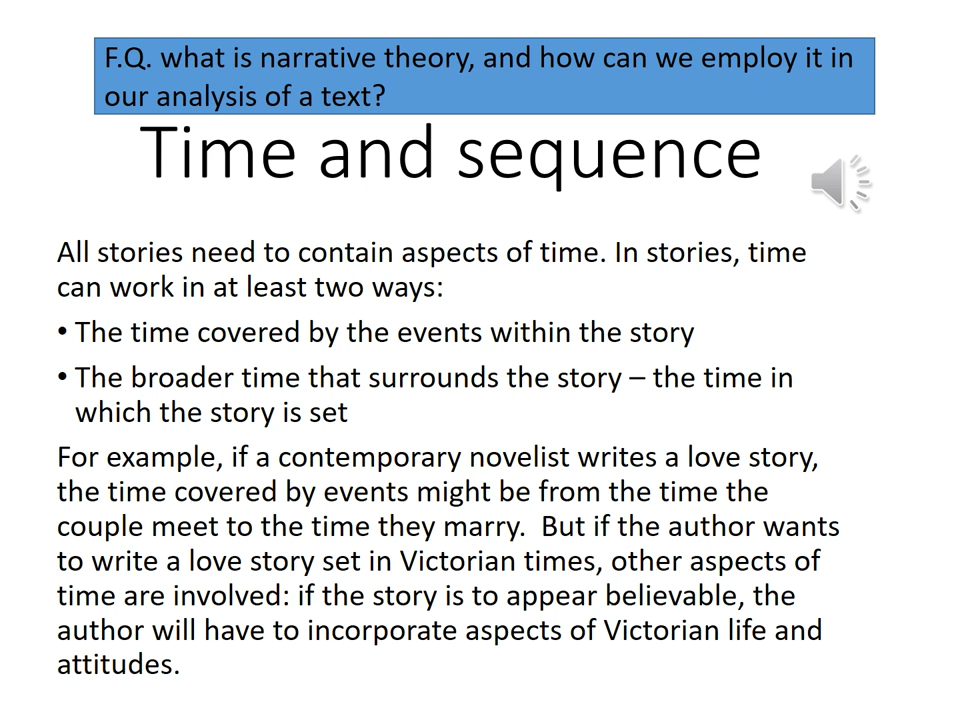 F.Q. what is narrative theory, and how can we employ it in
our analysis of a text?
Time and sequence
All stories need to contain aspects of time. In stories, time
can work in at least two ways:
• The time covered by the events within the story
• The broader time that surrounds the story – the time in
which the story is set
For example, if a contemporary novelist writes a love story,
the time covered by events might be from the time the
couple meet to the time they marry.  But if the author wants
to write a love story set in Victorian times, other aspects of
time are involved: if the story is to appear believable, the
author will have to incorporate aspects of Victorian life and
attitudes.